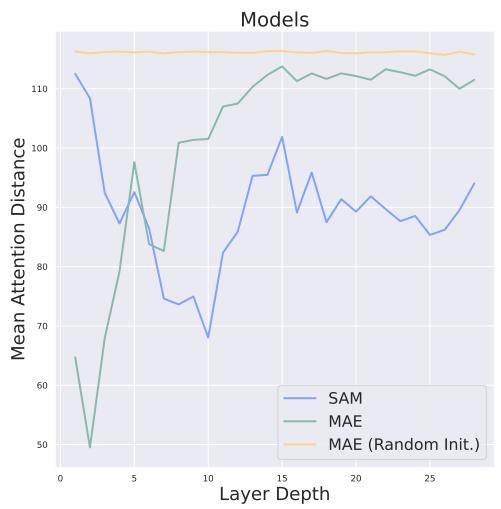 Models
Mean Attention Distance
110
100
90
80
70
60
50
SAM
MAE
MAE (Random Init.)
0 5 10 15 20 25
Layer Depth